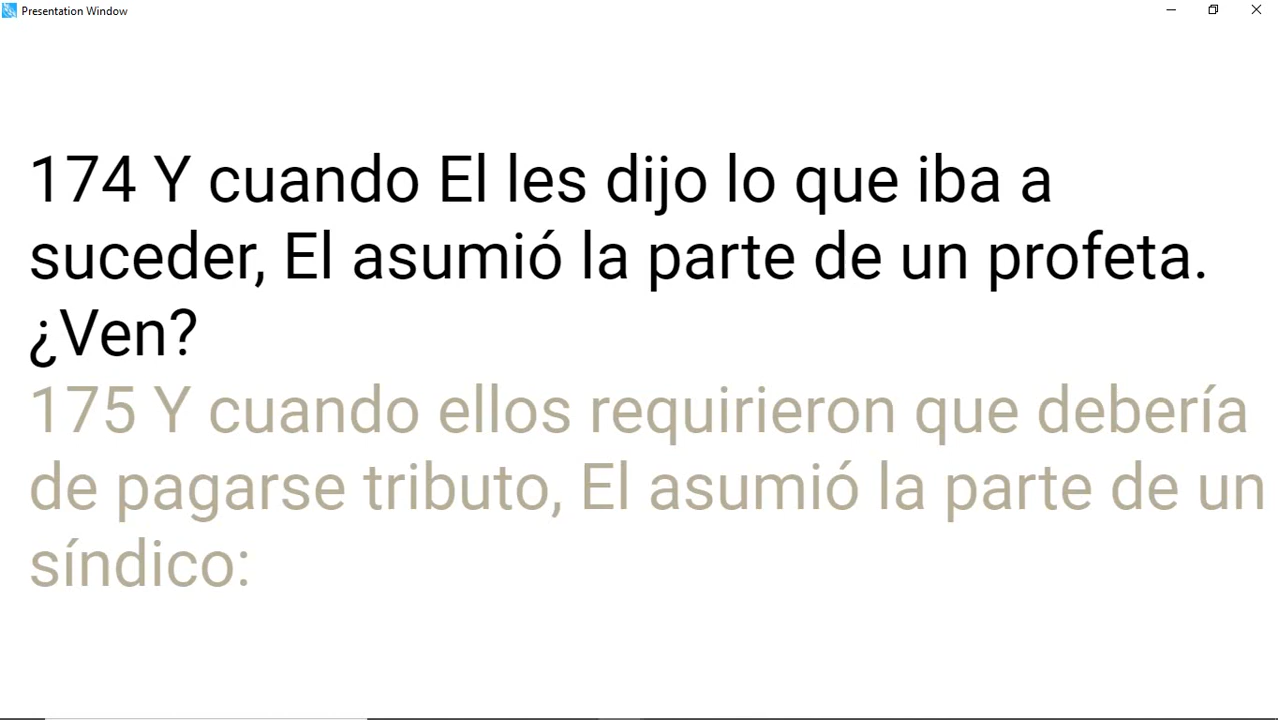 Presentation Window
174 Y cuando El les dijo lo que iba a
suceder, El asumió la parte de un profeta.
¿Ven?
175 Y cuando ellos requirieron que debería
de pagarse tributo, El asumió la parte de un
síndico: